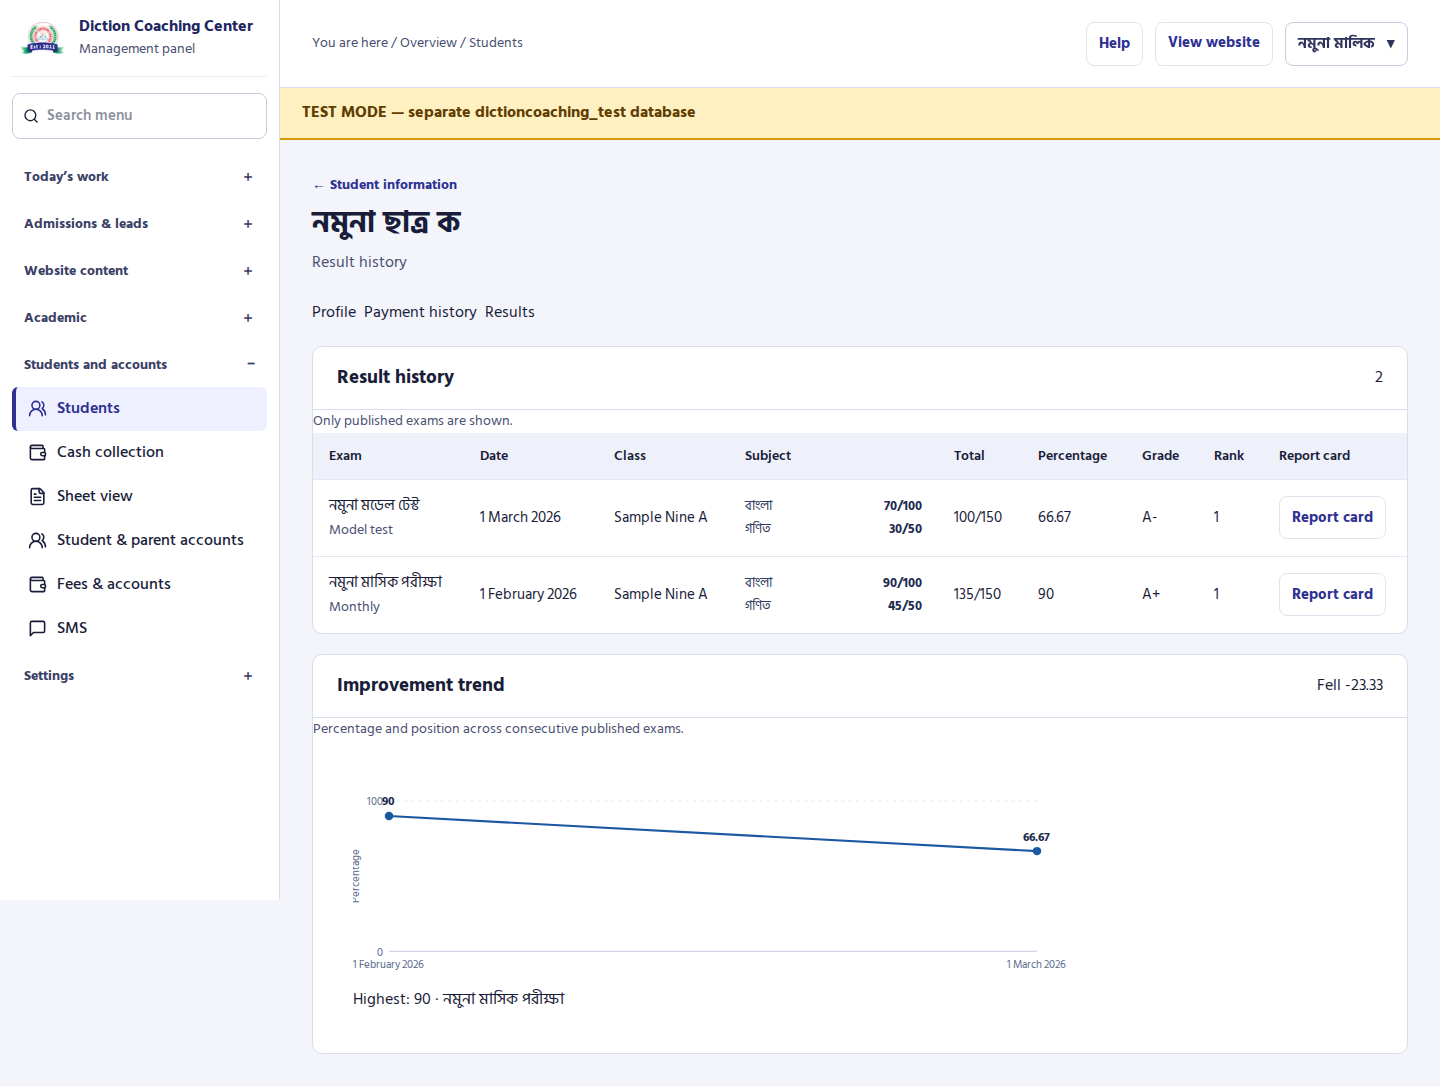 Diction Coaching Center
Management panel
Est : 2011
Search menu
Today's work +
Admissions & leads +
Website content +
Academic +
Students and accounts −
Students
Cash collection
Sheet view
Student & parent accounts
Fees & accounts
SMS
Settings +
You are here / Overview / Students
Help
View website
নমুনা মালিক ▼
TEST MODE — separate dictioncoaching_test database
← Student information
নমুনা ছাত্র ক
Result history
Profile Payment history Results
Result history 2
Only published exams are shown.
Exam Date Class Subject Total Percentage Grade Rank Report card
নমুনা মডেল টেস্ট
Model test
1 March 2026
Sample Nine A
বাংলা 70/100
গণিত 30/50
100/150
66.67
A-
1
Report card
নমুনা মাসিক পরীক্ষা
Monthly
1 February 2026
Sample Nine A
বাংলা 90/100
গণিত 45/50
135/150
90
A+
1
Report card
Improvement trend Fell -23.33
Percentage and position across consecutive published exams.
100
90
66.67
Percentage
0
1 February 2026 1 March 2026
Highest: 90 · নমুনা মাসিক পরীক্ষা